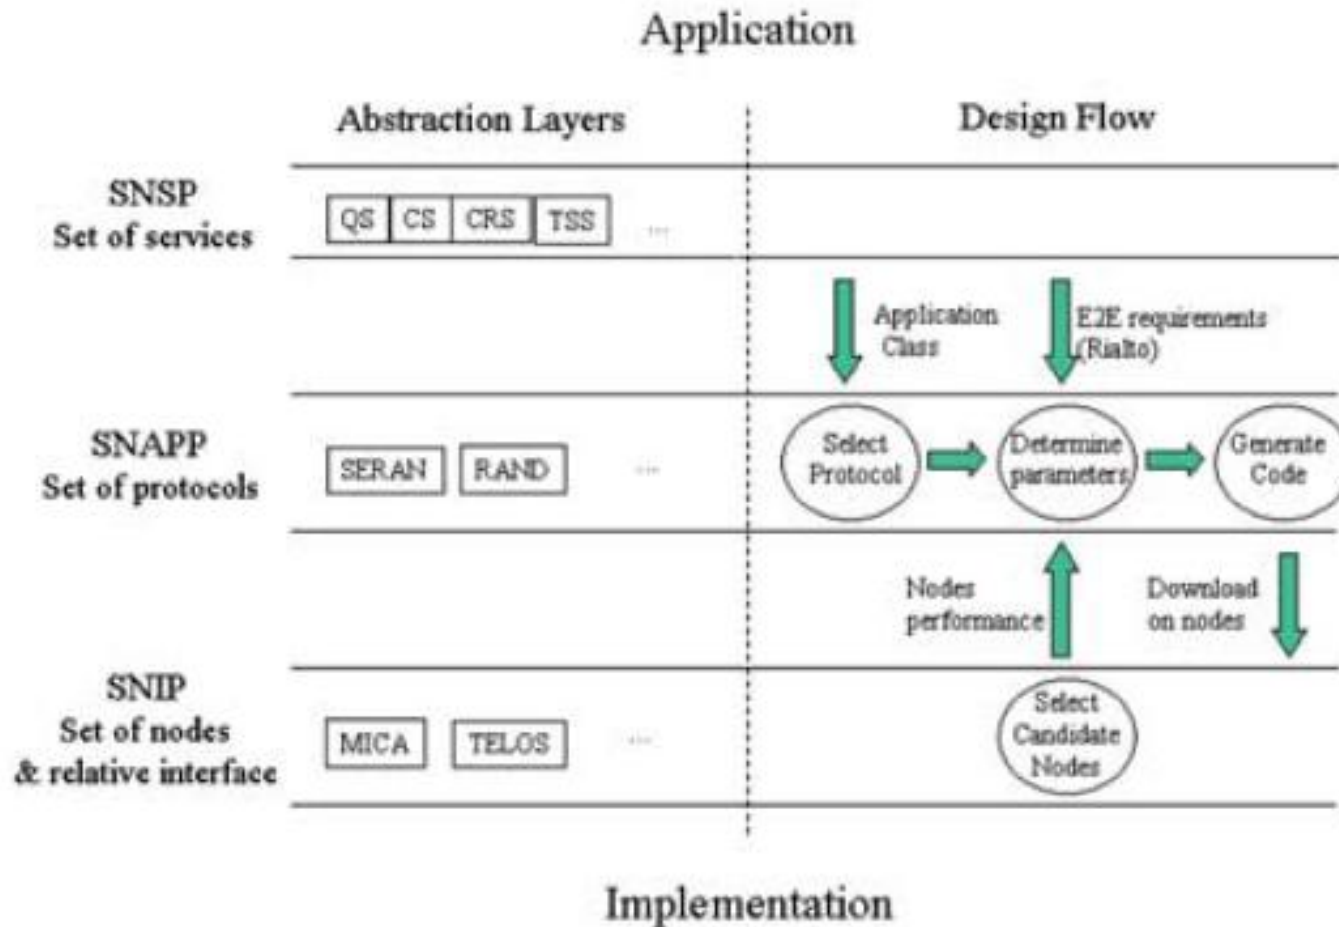 Application
Abstraction Layers
Design Flow
SNSP
Set of services
QS CS CRS TSS ...
Application
Class
E2E requirements
(Rialto)
SNAPP
Set of protocols
SERAN RAND ...
Select
Protocol
Determine
parameters
Generate
Code
Nodes
performance
Download
on nodes
SNIP
Set of nodes
& relative interface
MICA TELOS ...
Select
Candidate
Nodes
Implementation